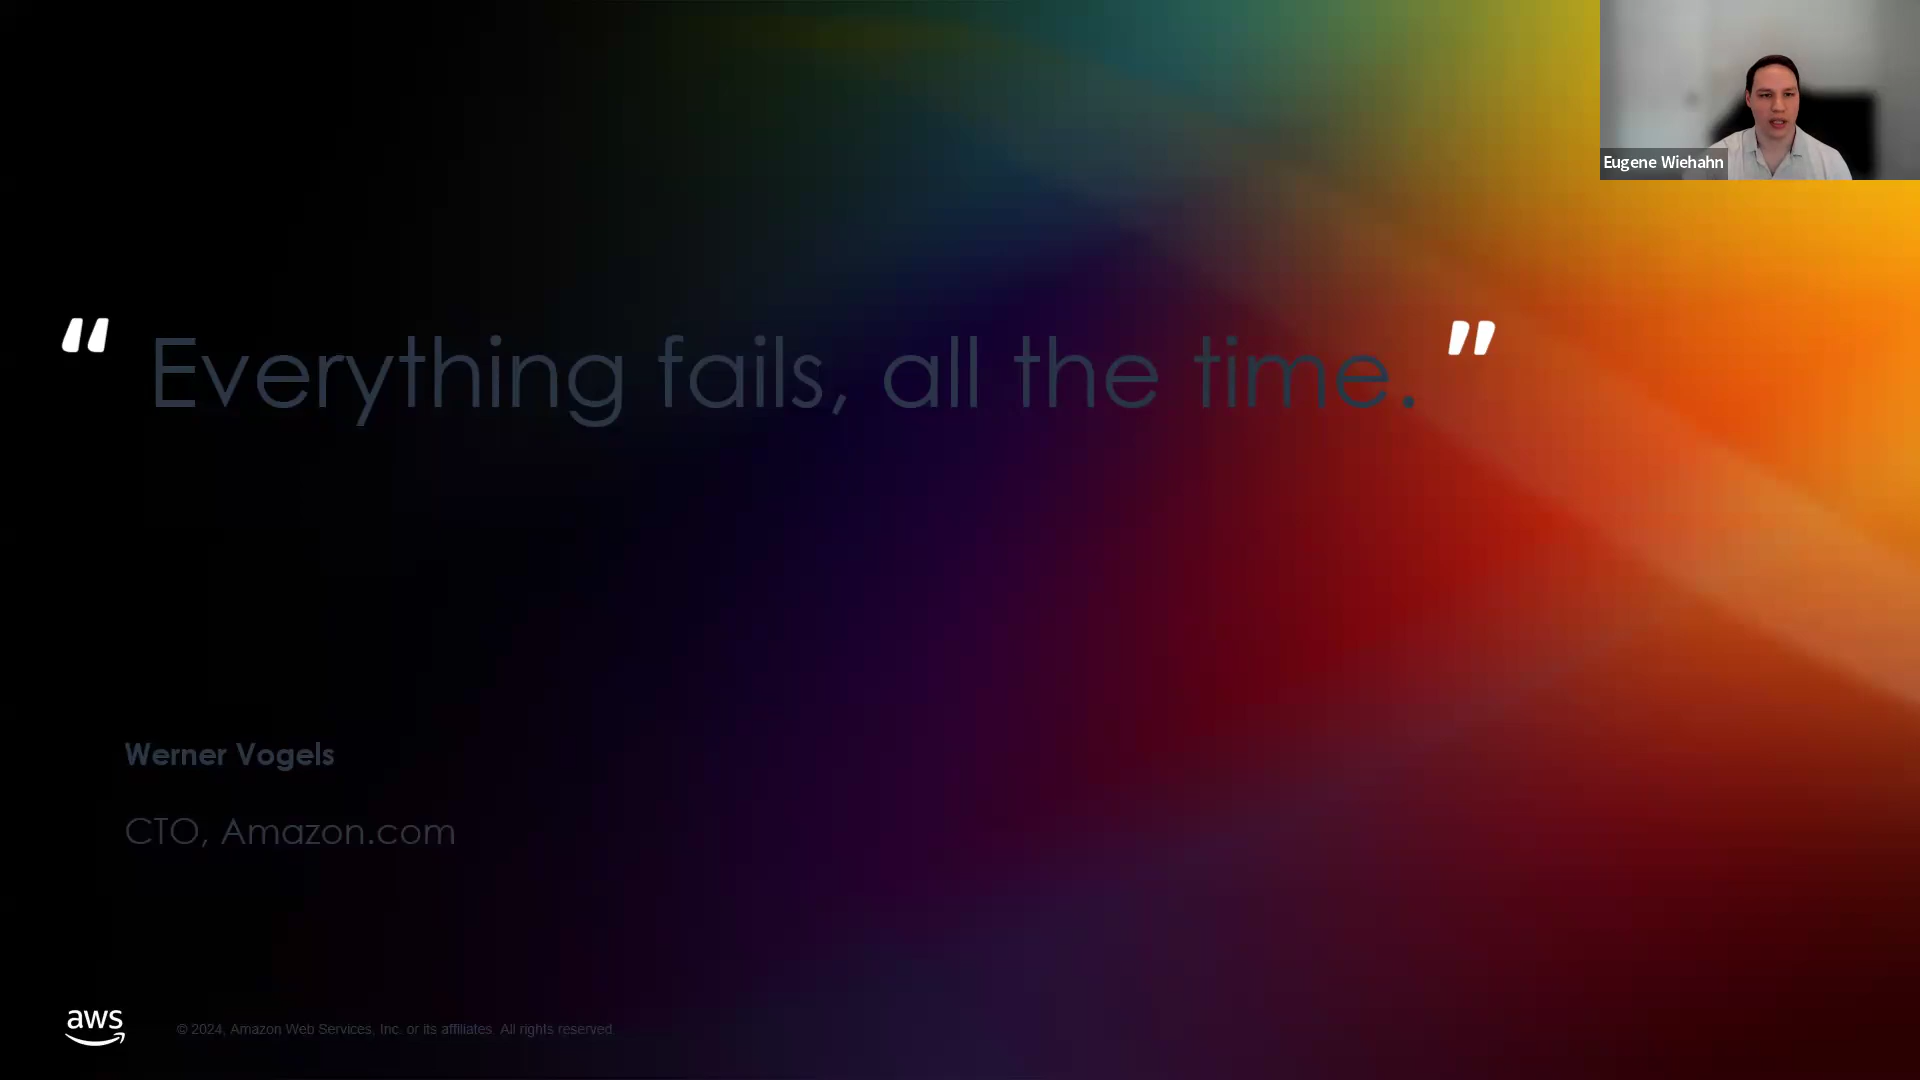 Eugene Wiehahn
“ Everything fails, all the time. ”
Werner Vogels
CTO, Amazon.com
aws
© 2024, Amazon Web Services, Inc. or its affiliates. All rights reserved.